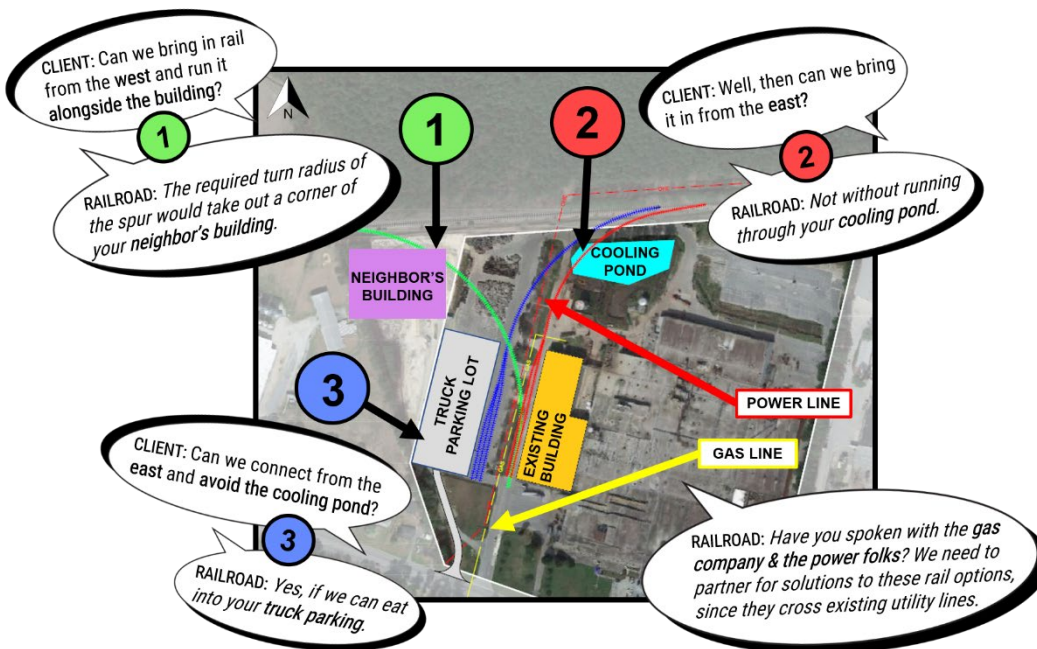 CLIENT: Can we bring in rail
from the west and run it
alongside the building?
1
RAILROAD: The required turn radius of
the spur would take out a corner of
your neighbor's building.
N
1
2
CLIENT: Well, then can we bring
it in from the east?
2
RAILROAD: Not without running
through your cooling pond.
NEIGHBOR'S
BUILDING
COOLING
POND
3
TRUCK
PARKING LOT
EXISTING
BUILDING
GAS
POWER LINE
GAS LINE
CLIENT: Can we connect from the
east and avoid the cooling pond?
3
RAILROAD: Yes, if we can eat
into your truck parking.
RAILROAD: Have you spoken with the gas
company & the power folks? We need to
partner for solutions to these rail options,
since they cross existing utility lines.